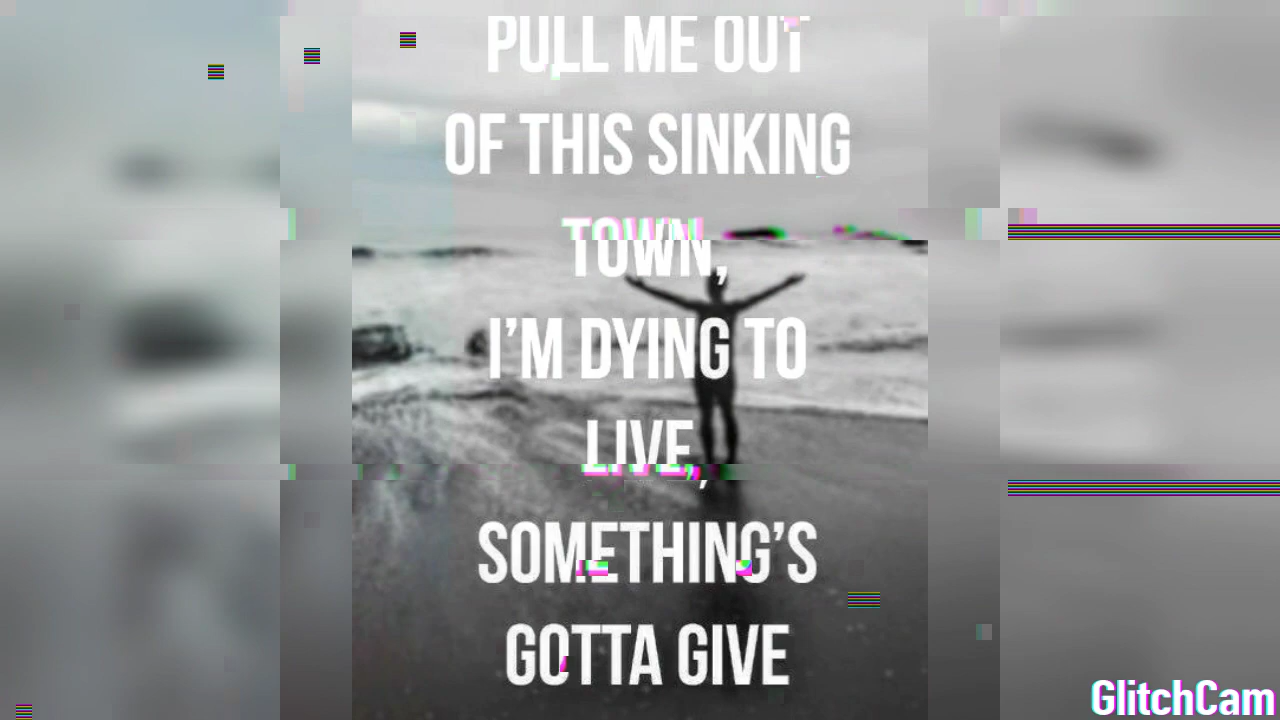 PULL ME OUT
OF THIS SINKING
TOWN,
I'M DYING TO
LIVE,
SOMETHING'S
GOTTA GIVE
GlitchCam